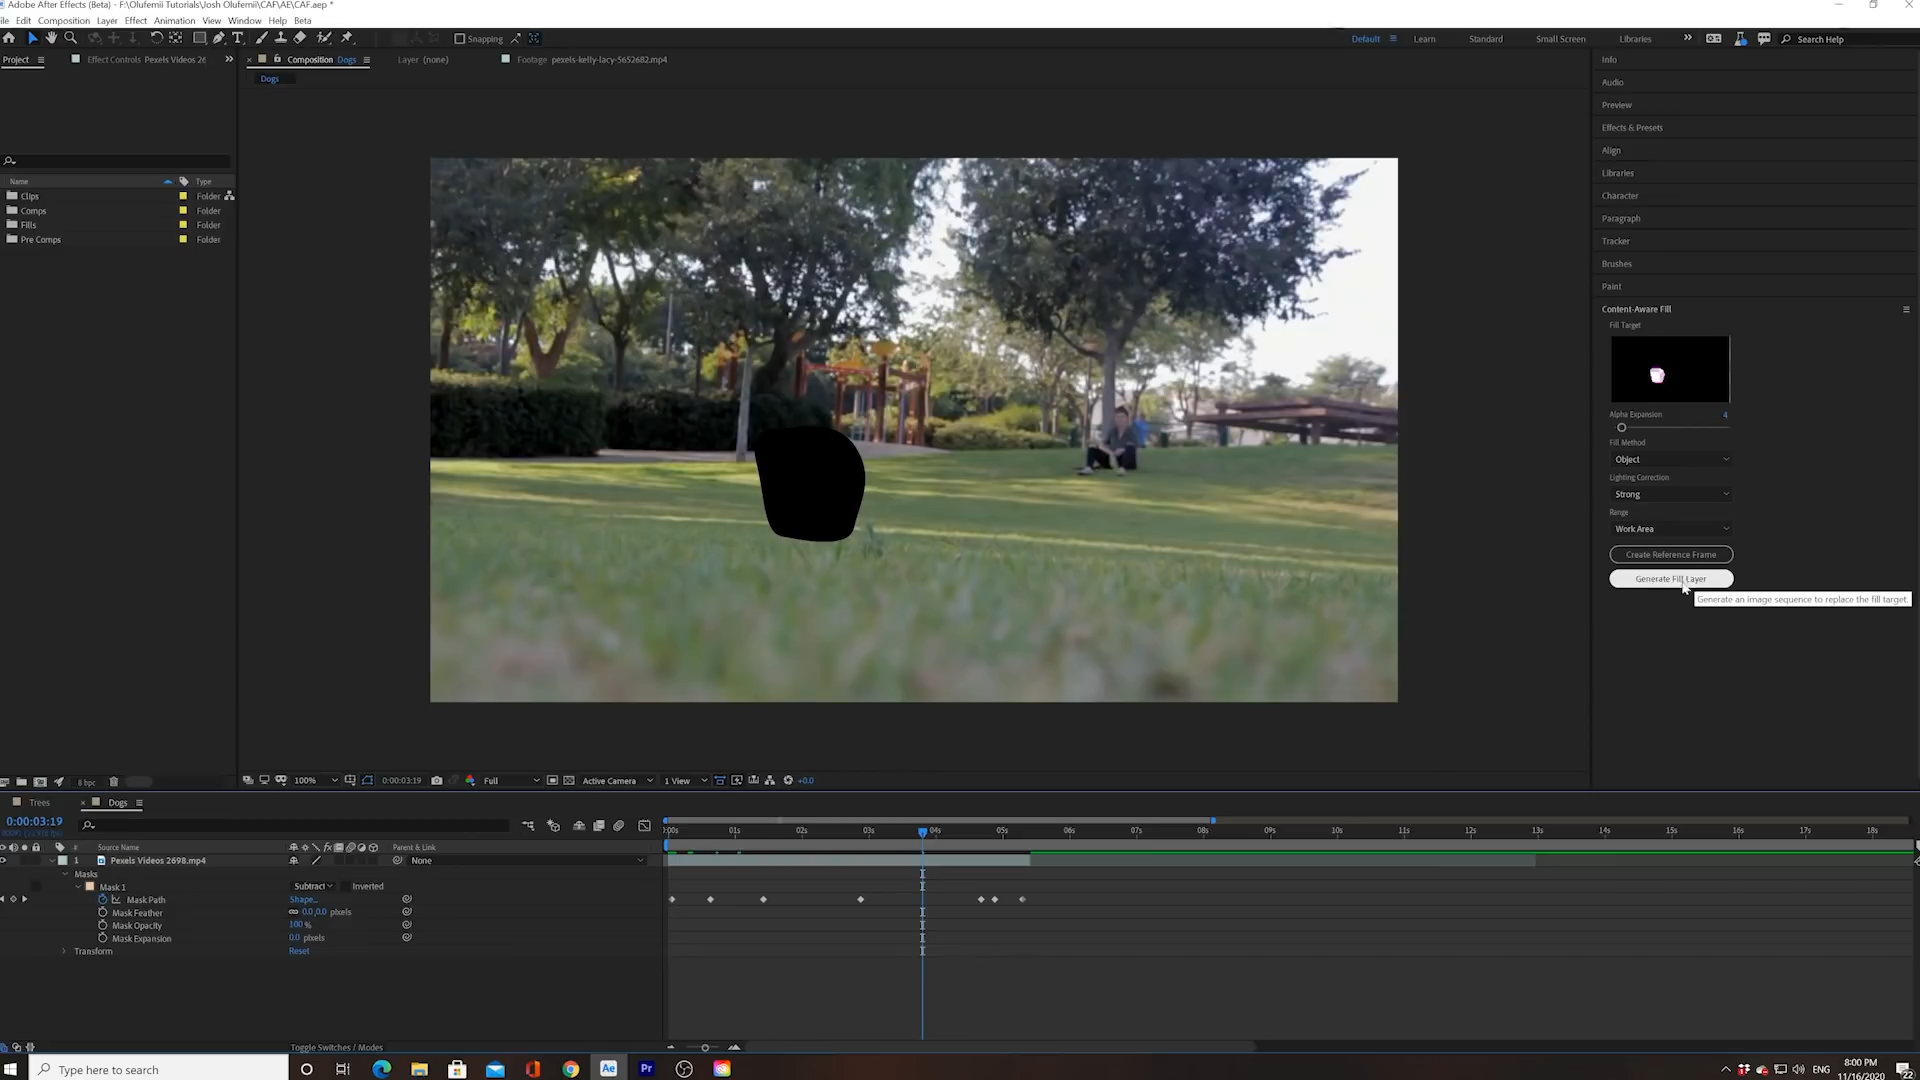 Adobe After Effects (Beta) - F:\Olufemii Tutorials\Josh Olufemii\CAF\AE\CAF.aep *
File Edit Composition Layer Effect Animation View Window Help Beta
Snapping
Default Learn Standard Small Screen Libraries Search Help
Project Effect Controls Pexels Videos 26
Composition Dogs Layer (none) Footage pexels-kelly-lacy-5652682.mp4
Dogs
Name Type
Clips Folder
Comps Folder
Fills Folder
Pre Comps Folder
Info
Audio
Preview
Effects & Presets
Align
Libraries
Character
Paragraph
Tracker
Brushes
Paint
Content-Aware Fill
Fill Target
Alpha Expansion 4
Fill Method
Object
Lighting Correction
Strong
Range
Work Area
Create Reference Frame
Generate Fill Layer
Generate an image sequence to replace the fill target.
8 bpc
100% 0:00:03:19 Full Active Camera 1 View +0.0
Trees Dogs
0:00:03:19
:00s 01s 02s 03s 04s 05s 06s 07s 08s 09s 10s 11s 12s 13s 14s 15s 16s 17s 18s
# Source Name Parent & Link
1 Pexels Videos 2698.mp4 None
Masks
Mask 1 Subtract Inverted
Mask Path Shape...
Mask Feather 0.0,0.0 pixels
Mask Opacity 100 %
Mask Expansion 0.0 pixels
Transform Reset
Toggle Switches / Modes
Type here to search
Ae Pr
ENG
8:00 PM
11/16/2020
22